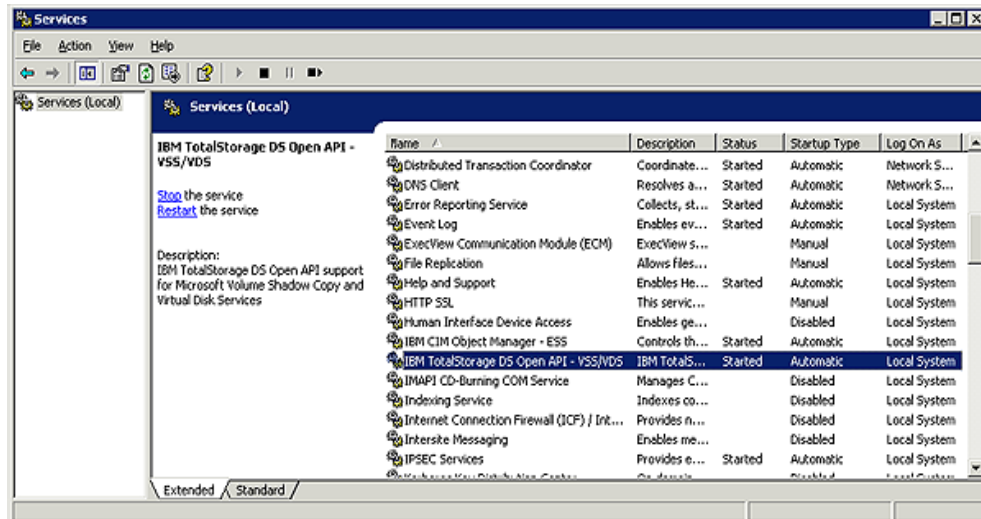 Services
File Action View Help
Services (Local)
Services (Local)
IBM TotalStorage DS Open API -
VSS/VDS
Stop the service
Restart the service
Description:
IBM TotalStorage DS Open API support
for Microsoft Volume Shadow Copy and
Virtual Disk Services
Name Description Status Startup Type Log On As
Distributed Transaction Coordinator Coordinate... Started Automatic Network S...
DNS Client Resolves a... Started Automatic Network S...
Error Reporting Service Collects, st... Started Automatic Local System
Event Log Enables ev... Started Automatic Local System
ExecView Communication Module (ECM) ExecView s... Manual Local System
File Replication Allows files... Manual Local System
Help and Support Enables He... Started Automatic Local System
HTTP SSL This servic... Manual Local System
Human Interface Device Access Enables ge... Disabled Local System
IBM CIM Object Manager - ESS Controls th... Started Automatic Local System
IBM TotalStorage DS Open API - VSS/VDS IBM TotalS... Started Automatic Local System
IMAPI CD-Burning COM Service Manages C... Disabled Local System
Indexing Service Indexes co... Disabled Local System
Internet Connection Firewall (ICF) / Int... Provides n... Disabled Local System
Intersite Messaging Enables me... Disabled Local System
IPSEC Services Provides e... Started Automatic Local System
Extended Standard